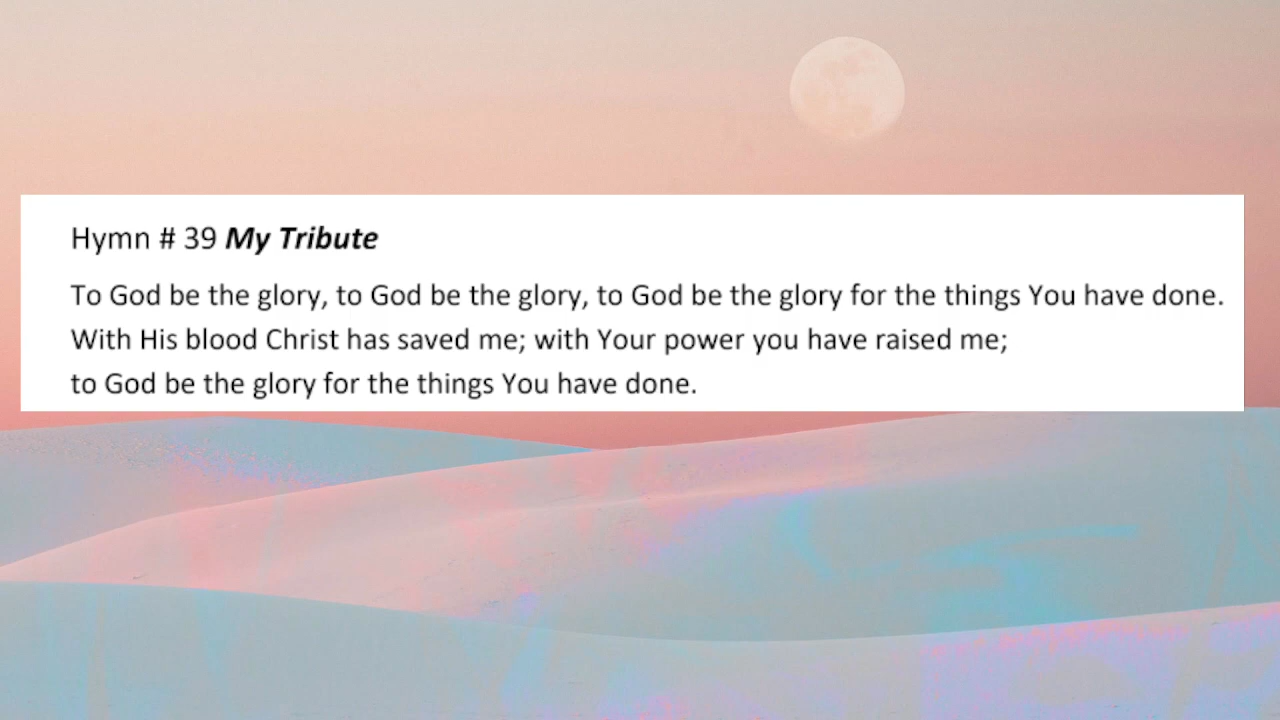 Hymn # 39 My Tribute
To God be the glory, to God be the glory, to God be the glory for the things You have done.
With His blood Christ has saved me; with Your power you have raised me;
to God be the glory for the things You have done.